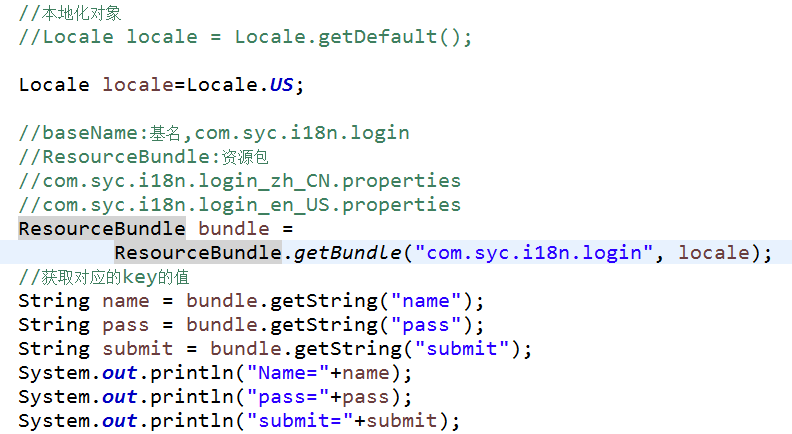 //本地化对象
//Locale locale = Locale.getDefault();
Locale locale=Locale.US;
//baseName:基名,com.syc.i18n.login
//ResourceBundle:资源包
//com.syc.i18n.login_zh_CN.properties
//com.syc.i18n.login_en_US.properties
ResourceBundle bundle =
ResourceBundle.getBundle("com.syc.i18n.login", locale);
//获取对应的key的值
String name = bundle.getString("name");
String pass = bundle.getString("pass");
String submit = bundle.getString("submit");
System.out.println("Name="+name);
System.out.println("pass="+pass);
System.out.println("submit="+submit);